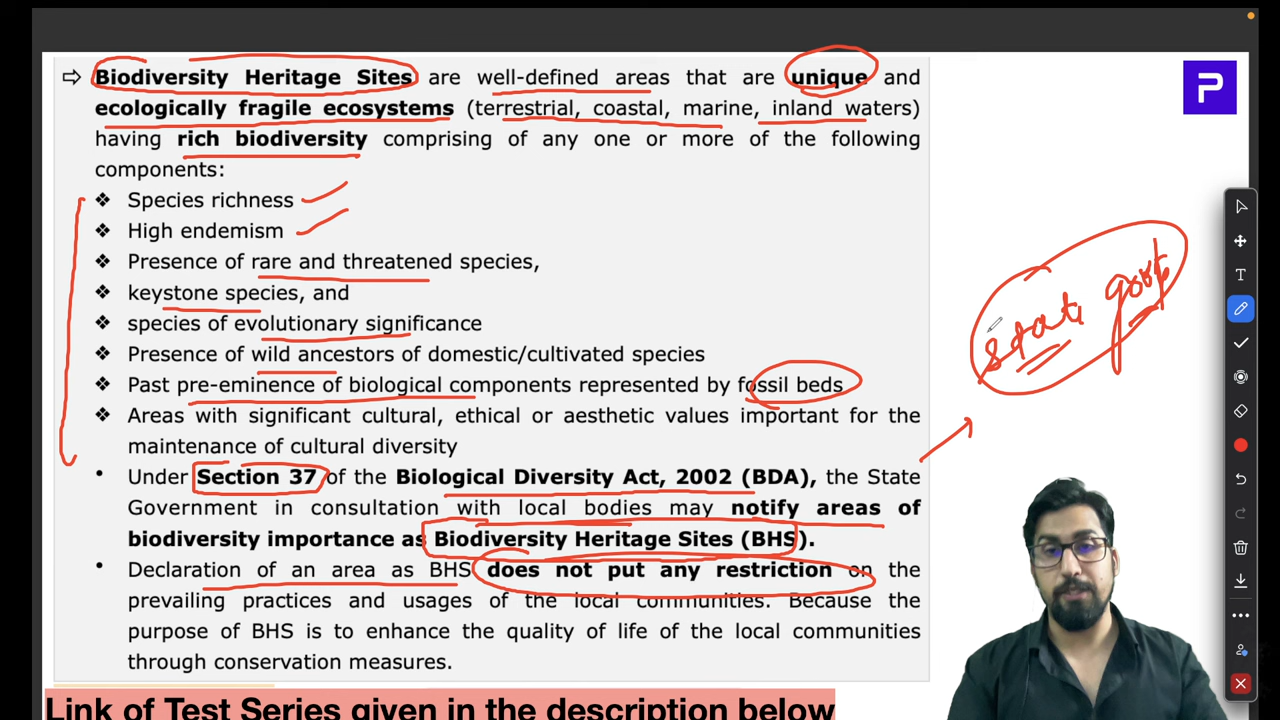 ⇨ Biodiversity Heritage Sites are well-defined areas that are unique and
ecologically fragile ecosystems (terrestrial, coastal, marine, inland waters)
having rich biodiversity comprising of any one or more of the following
components:
❖ Species richness
❖ High endemism
❖ Presence of rare and threatened species,
❖ keystone species, and
❖ species of evolutionary significance
❖ Presence of wild ancestors of domestic/cultivated species
❖ Past pre-eminence of biological components represented by fossil beds
❖ Areas with significant cultural, ethical or aesthetic values important for the
maintenance of cultural diversity
• Under Section 37 of the Biological Diversity Act, 2002 (BDA), the State
Government in consultation with local bodies may notify areas of
biodiversity importance as Biodiversity Heritage Sites (BHS).
• Declaration of an area as BHS does not put any restriction on the
prevailing practices and usages of the local communities. Because the
purpose of BHS is to enhance the quality of life of the local communities
through conservation measures.
Link of Test Series given in the description below
State govt
P
T